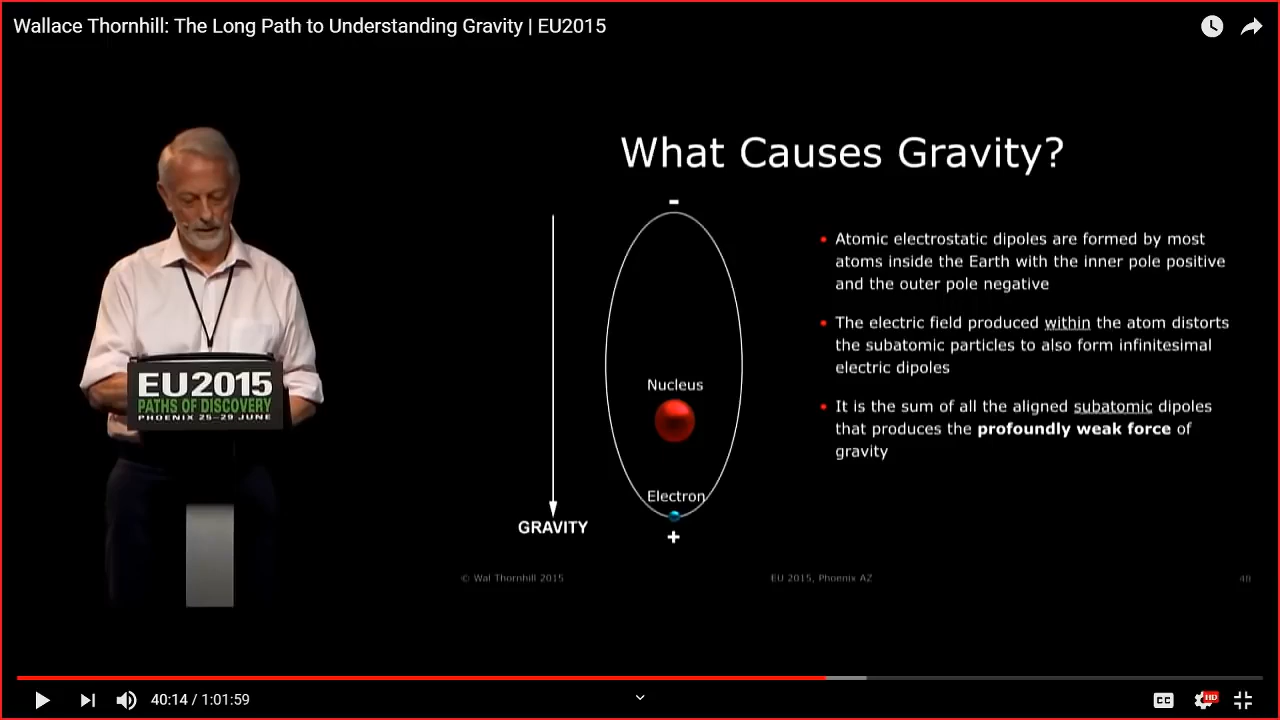 Wallace Thornhill: The Long Path to Understanding Gravity | EU2015
What Causes Gravity?
-
Atomic electrostatic dipoles are formed by most
atoms inside the Earth with the inner pole positive
and the outer pole negative
The electric field produced within the atom distorts
the subatomic particles to also form infinitesimal
electric dipoles
It is the sum of all the aligned subatomic dipoles
that produces the profoundly weak force of
gravity
Nucleus
Electron
+
GRAVITY
EU2015
PATHS OF DISCOVERY
PHOENIX 25-29 JUNE
© Wal Thornhill 2015
EU 2015, Phoenix AZ
40:14 / 1:01:59
CC
HD